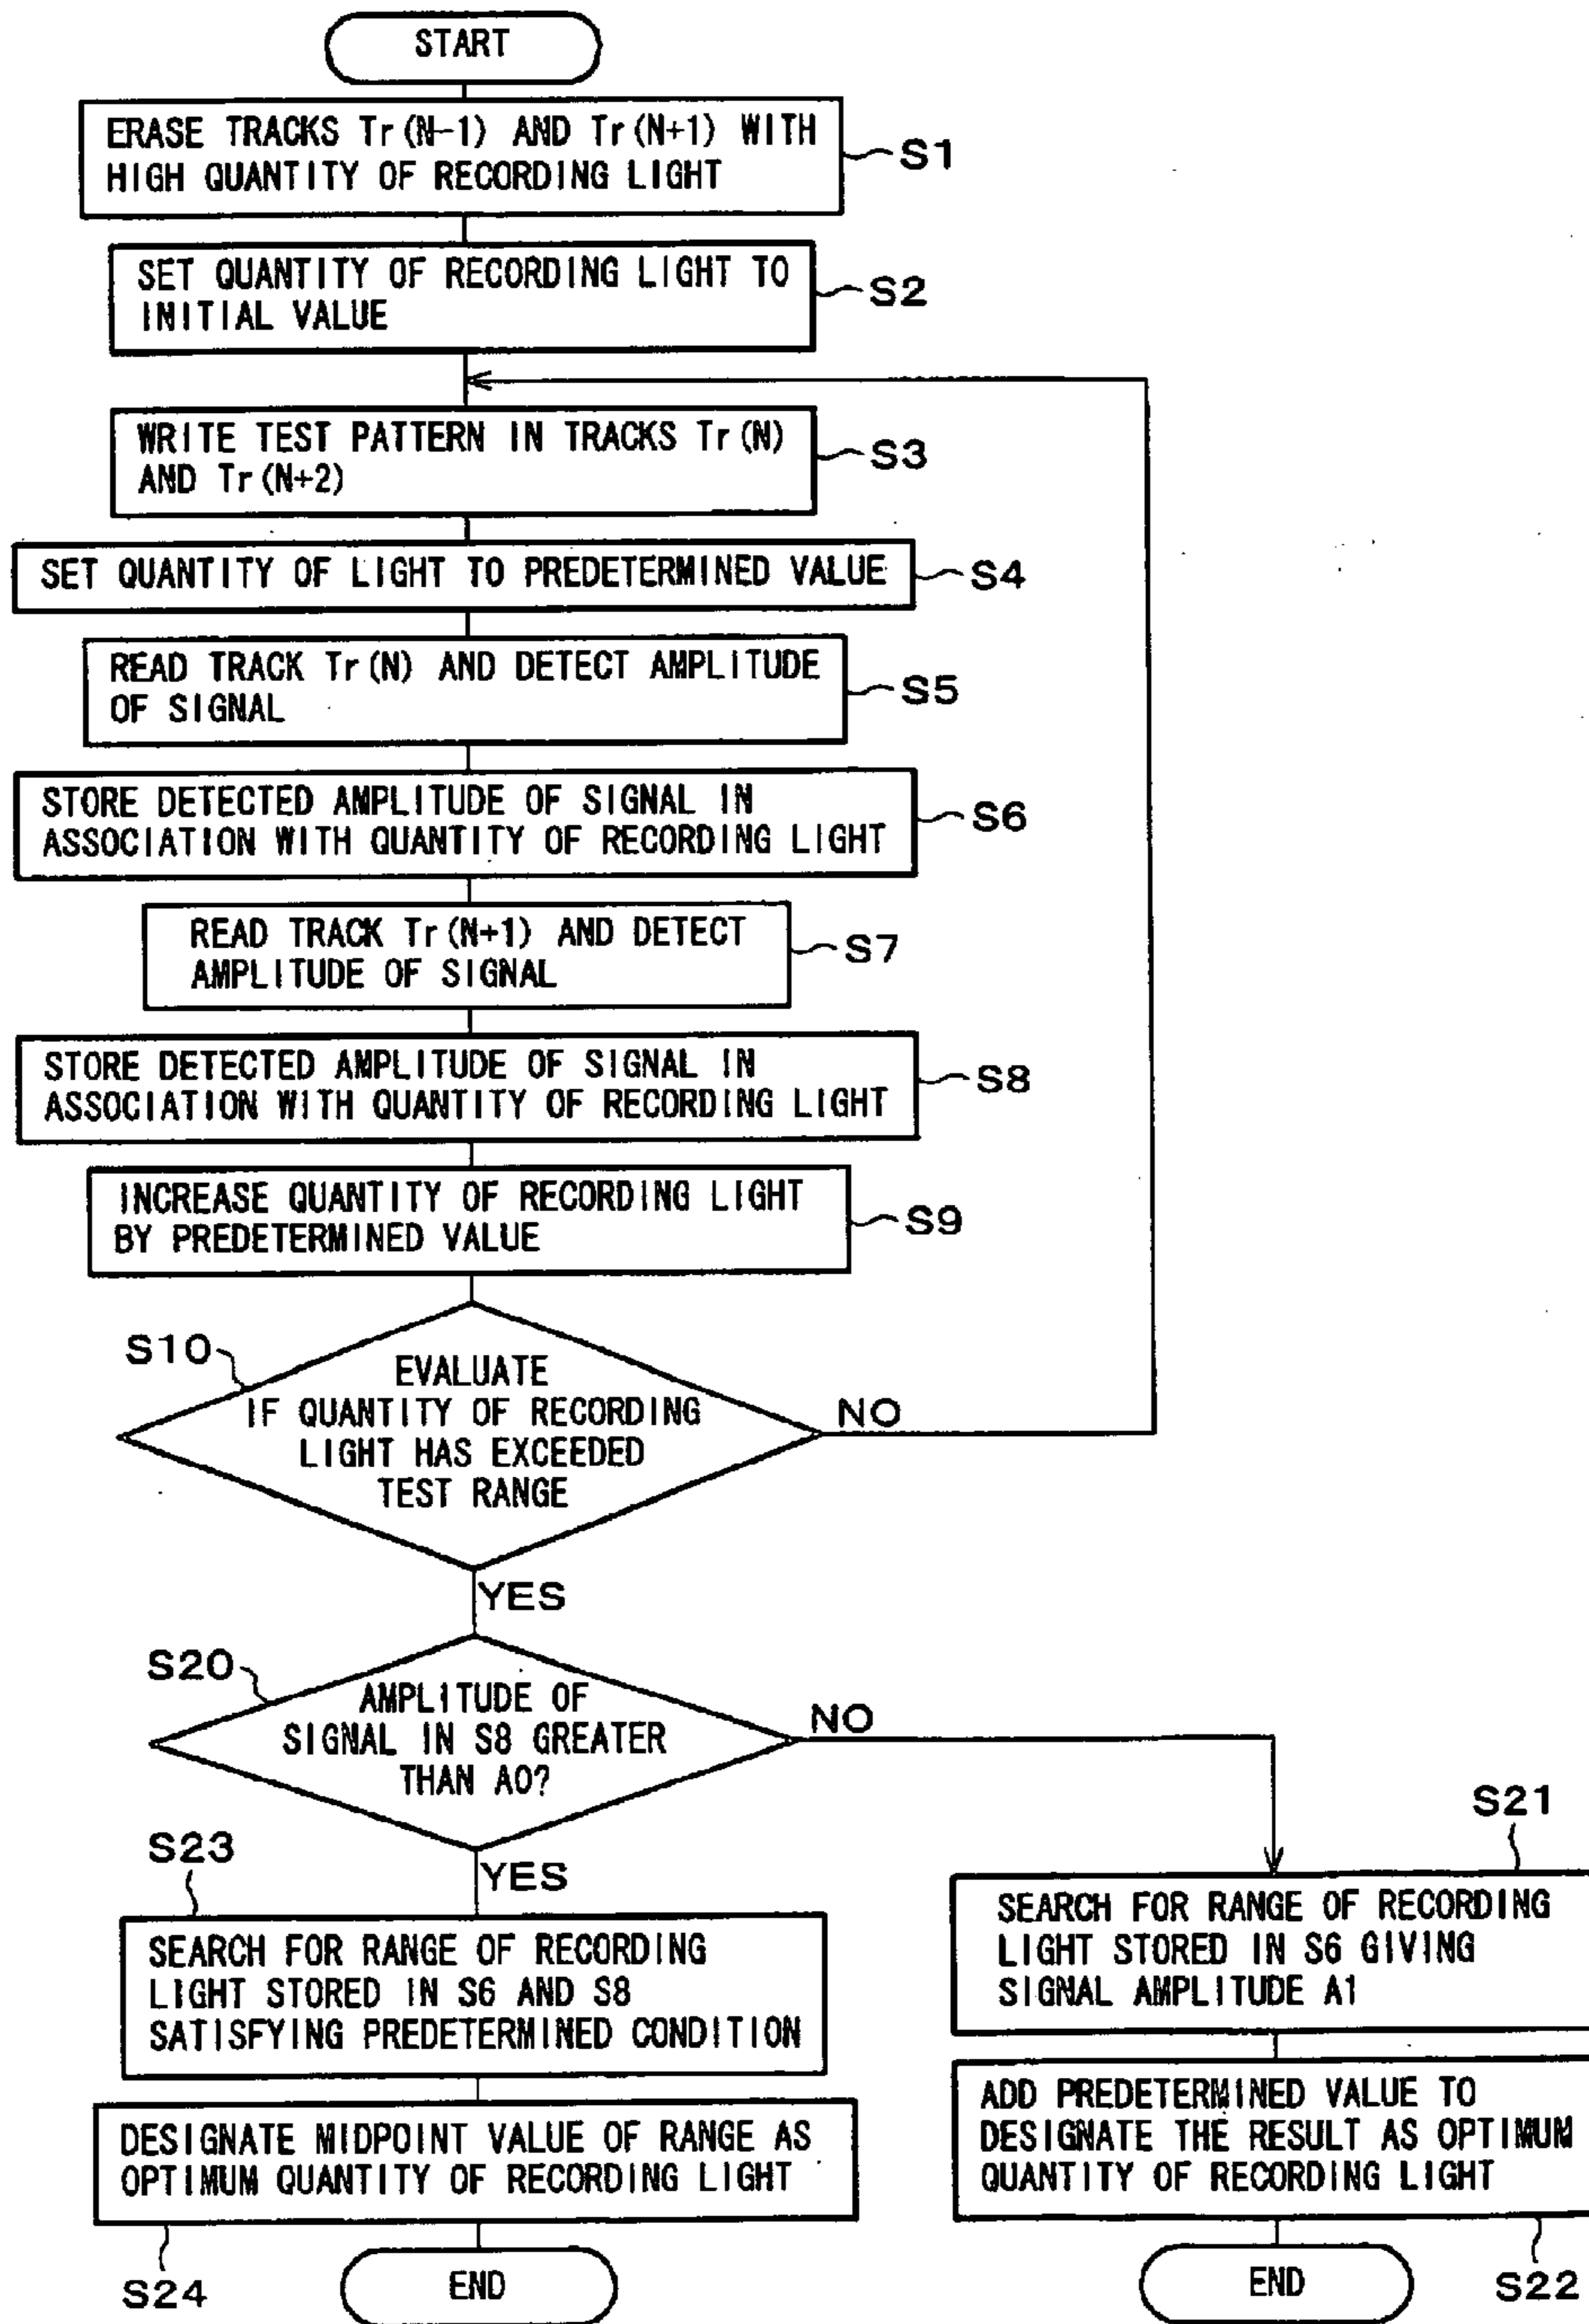 START
ERASE TRACKS Tr(N-1) AND Tr(N+1) WITH
HIGH QUANTITY OF RECORDING LIGHT
S1
SET QUANTITY OF RECORDING LIGHT TO
INITIAL VALUE
S2
WRITE TEST PATTERN IN TRACKS Tr(N)
AND Tr(N+2)
S3
SET QUANTITY OF LIGHT TO PREDETERMINED VALUE
S4
READ TRACK Tr(N) AND DETECT AMPLITUDE
OF SIGNAL
S5
STORE DETECTED AMPLITUDE OF SIGNAL IN
ASSOCIATION WITH QUANTITY OF RECORDING LIGHT
S6
READ TRACK Tr(N+1) AND DETECT
AMPLITUDE OF SIGNAL
S7
STORE DETECTED AMPLITUDE OF SIGNAL IN
ASSOCIATION WITH QUANTITY OF RECORDING LIGHT
S8
INCREASE QUANTITY OF RECORDING LIGHT
BY PREDETERMINED VALUE
S9
S10
EVALUATE
IF QUANTITY OF RECORDING
LIGHT HAS EXCEEDED
TEST RANGE
NO
YES
S20
AMPLITUDE OF
SIGNAL IN S8 GREATER
THAN A0?
NO
YES
S23
SEARCH FOR RANGE OF RECORDING
LIGHT STORED IN S6 AND S8
SATISFYING PREDETERMINED CONDITION
DESIGNATE MIDPOINT VALUE OF RANGE AS
OPTIMUM QUANTITY OF RECORDING LIGHT
S24
END
S21
SEARCH FOR RANGE OF RECORDING
LIGHT STORED IN S6 GIVING
SIGNAL AMPLITUDE A1
ADD PREDETERMINED VALUE TO
DESIGNATE THE RESULT AS OPTIMUM
QUANTITY OF RECORDING LIGHT
S22
END